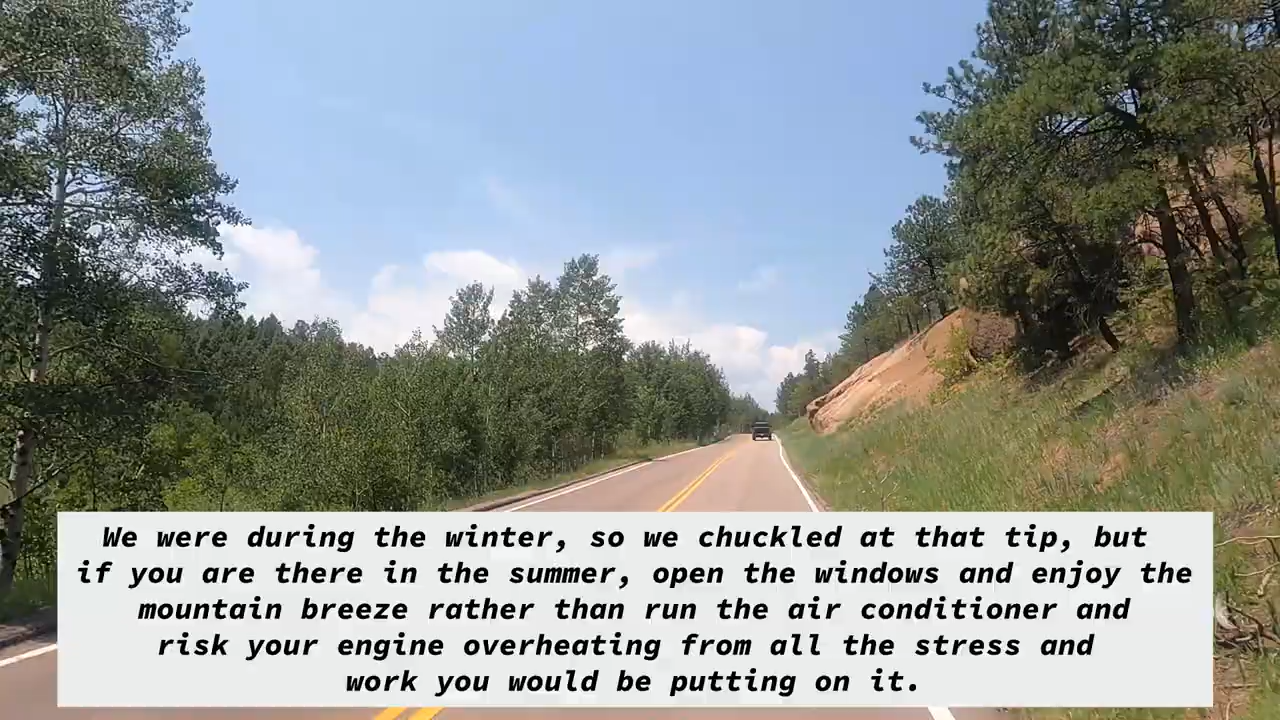 We were during the winter, so we chuckled at that tip, but
if you are there in the summer, open the windows and enjoy the
mountain breeze rather than run the air conditioner and
risk your engine overheating from all the stress and
work you would be putting on it.